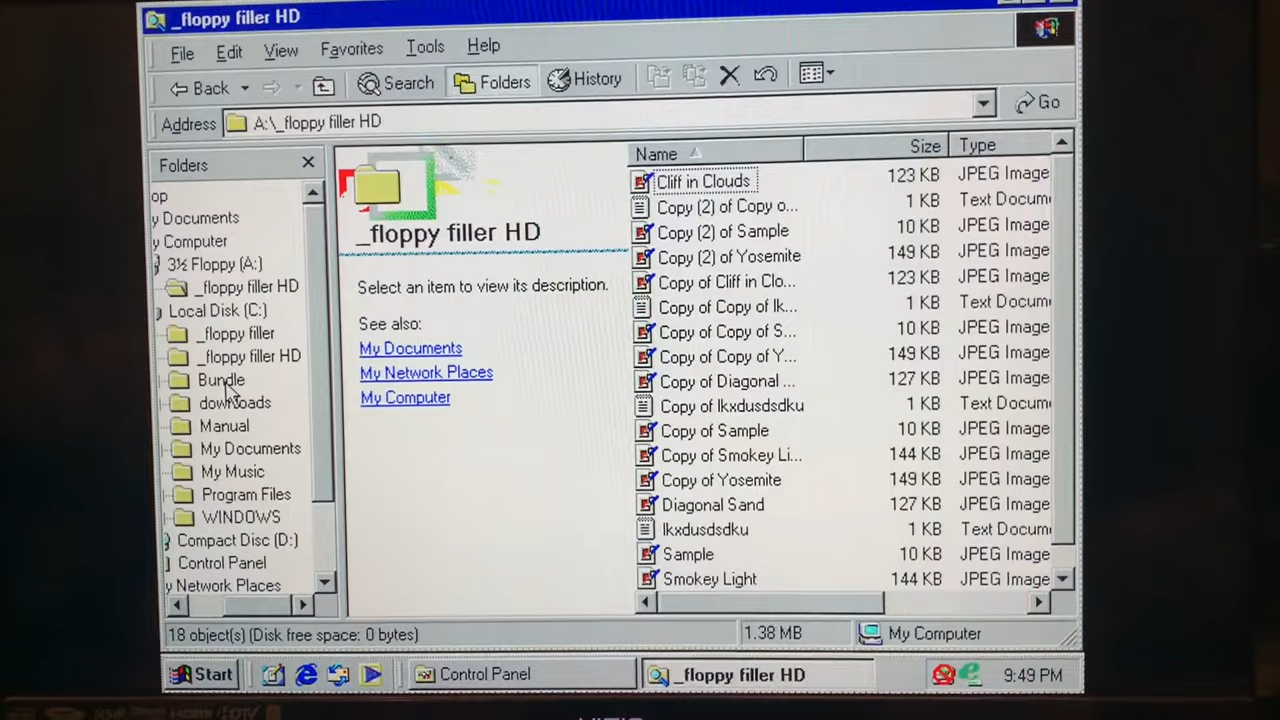 _floppy filler HD
File Edit View Favorites Tools Help
Back Search Folders History
Address A:\_floppy filler HD Go
Folders
op
y Documents
y Computer
3½ Floppy (A:)
_floppy filler HD
Local Disk (C:)
_floppy filler
_floppy filler HD
Bundle
downloads
Manual
My Documents
My Music
Program Files
WINDOWS
Compact Disc (D:)
Control Panel
y Network Places
_floppy filler HD
Select an item to view its description.
See also:
My Documents
My Network Places
My Computer
Name Size Type
Cliff in Clouds 123 KB JPEG Image
Copy (2) of Copy o... 1 KB Text Docum
Copy (2) of Sample 10 KB JPEG Image
Copy (2) of Yosemite 149 KB JPEG Image
Copy of Cliff in Clo... 123 KB JPEG Image
Copy of Copy of lk... 1 KB Text Docum
Copy of Copy of S... 10 KB JPEG Image
Copy of Copy of Y... 149 KB JPEG Image
Copy of Diagonal ... 127 KB JPEG Image
Copy of lkxdusdsdku 1 KB Text Docum
Copy of Sample 10 KB JPEG Image
Copy of Smokey Li... 144 KB JPEG Image
Copy of Yosemite 149 KB JPEG Image
Diagonal Sand 127 KB JPEG Image
lkxdusdsdku 1 KB Text Docum
Sample 10 KB JPEG Image
Smokey Light 144 KB JPEG Image
18 object(s) (Disk free space: 0 bytes) 1.38 MB My Computer
Start Control Panel _floppy filler HD 9:49 PM